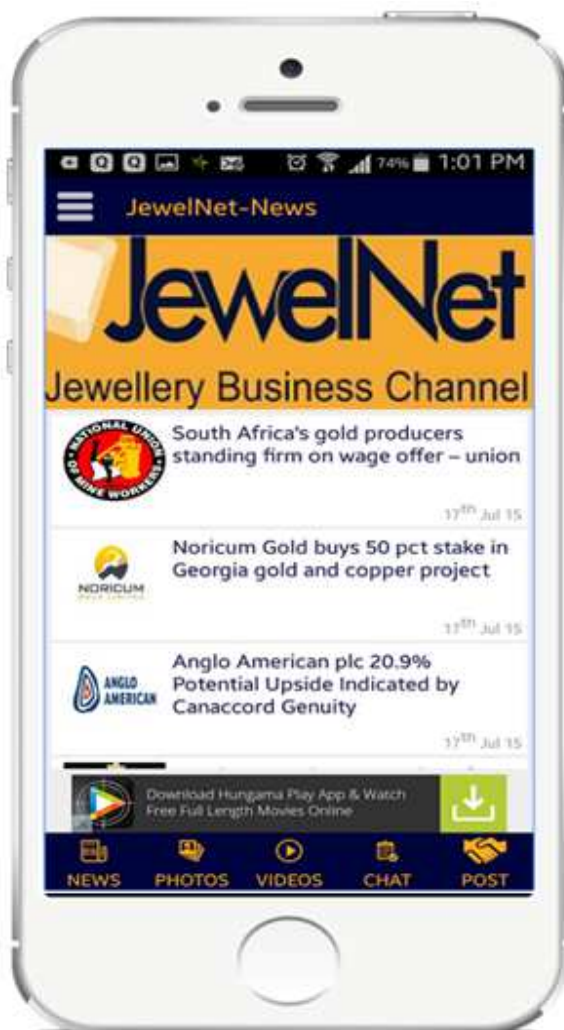 74% 1:01 PM
JewelNet-News
JewelNet
Jewellery Business Channel
NATIONAL UNION
OF MINE WORKERS
South Africa's gold producers
standing firm on wage offer – union
17th Jul 15
NORICUM
Noricum Gold buys 50 pct stake in
Georgia gold and copper project
17th Jul 15
ANGLO
AMERICAN
Anglo American plc 20.9%
Potential Upside Indicated by
Canaccord Genuity
17th Jul 15
Download Hungama Play App & Watch
Free Full Length Movies Online
NEWS PHOTOS VIDEOS CHAT POST